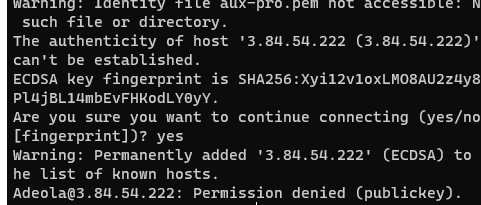 Warning: Identity file aux-pro.pem not accessible: N
 such file or directory.
The authenticity of host '3.84.54.222 (3.84.54.222)'
can't be established.
ECDSA key fingerprint is SHA256:Xyi12v1oxLMO8AU2z4y8
Pl4jBL14mbEvFHKodLY0yY.
Are you sure you want to continue connecting (yes/no
[fingerprint])? yes
Warning: Permanently added '3.84.54.222' (ECDSA) to
he list of known hosts.
Adeola@3.84.54.222: Permission denied (publickey).